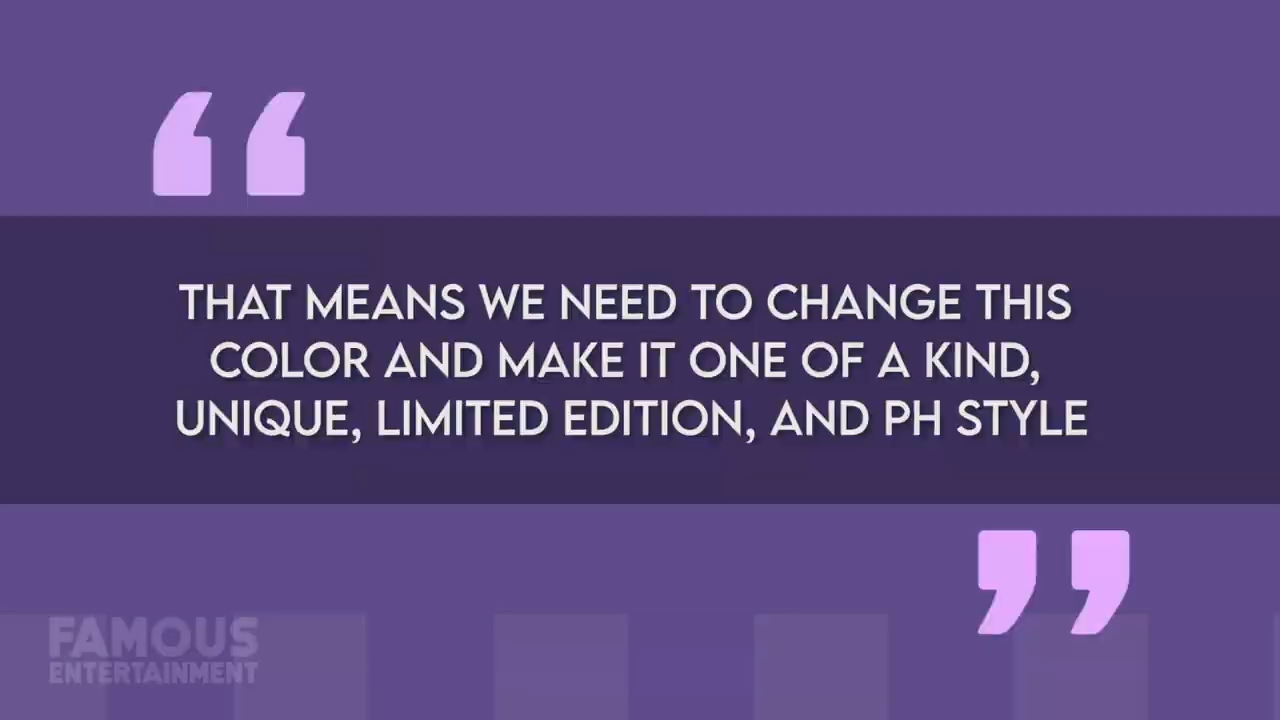 THAT MEANS WE NEED TO CHANGE THIS
COLOR AND MAKE IT ONE OF A KIND,
UNIQUE, LIMITED EDITION, AND PH STYLE
FAMOUS
ENTERTAINMENT